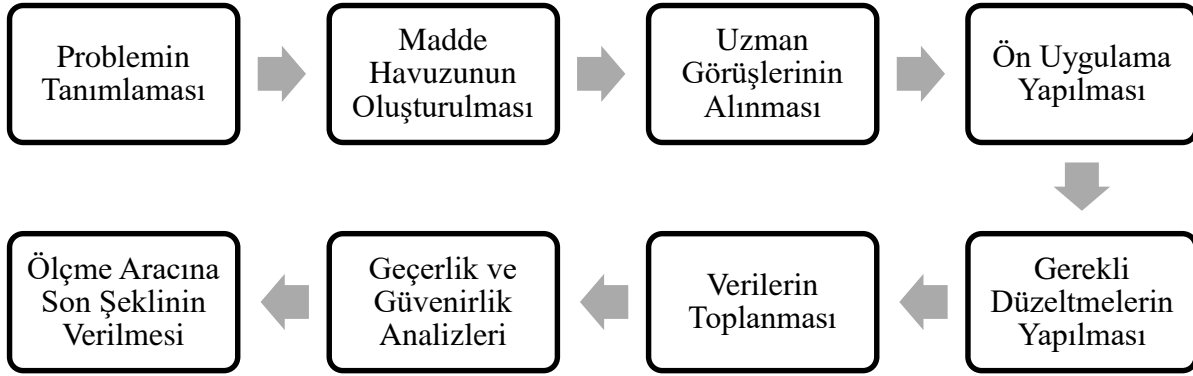 Problemin
Tanımlaması
Madde
Havuzunun
Oluşturulması
Uzman
Görüşlerinin
Alınması
Ön Uygulama
Yapılması
Gerekli
Düzeltmelerin
Yapılması
Verilerin
Toplanması
Geçerlik ve
Güvenirlik
Analizleri
Ölçme Aracına
Son Şeklinin
Verilmesi